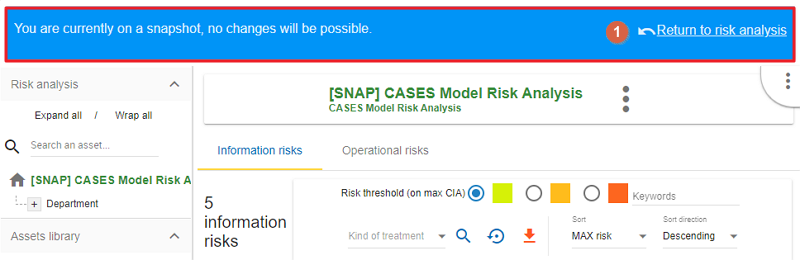 You are currently on a snapshot, no changes will be possible.
1
Return to risk analysis
Risk analysis
Expand all / Wrap all
Search an asset...
[SNAP] CASES Model Risk A
+ Department
Assets library
[SNAP] CASES Model Risk Analysis
CASES Model Risk Analysis
Information risks
Operational risks
5
information
risks
Risk threshold (on max CIA)
Keywords
Kind of treatment
Sort
MAX risk
Sort direction
Descending